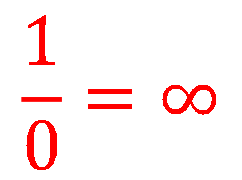 1/0 = ∞